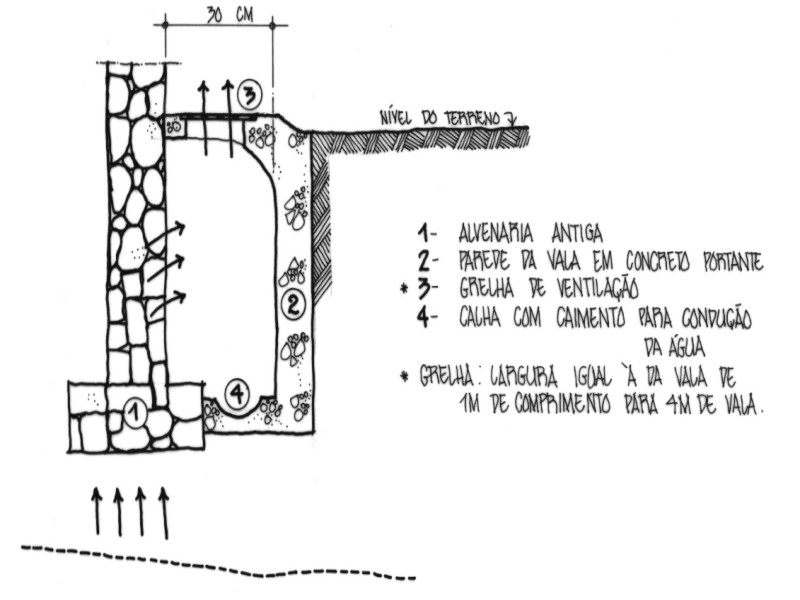 30 CM
3
NÍVEL DO TERRENO
1- ALVENARIA ANTIGA
2- PAREDE DA VALA EM CONCRETO PORTANTE
* 3- GRELHA DE VENTILAÇÃO
2
4- CALHA COM CAIMENTO PARA CONDUÇÃO
DA ÁGUA
* GRELHA: LARGURA IGUAL `A DA VALA DE
4
1
1M DE COMPRIMENTO PARA 4M DE VALA.